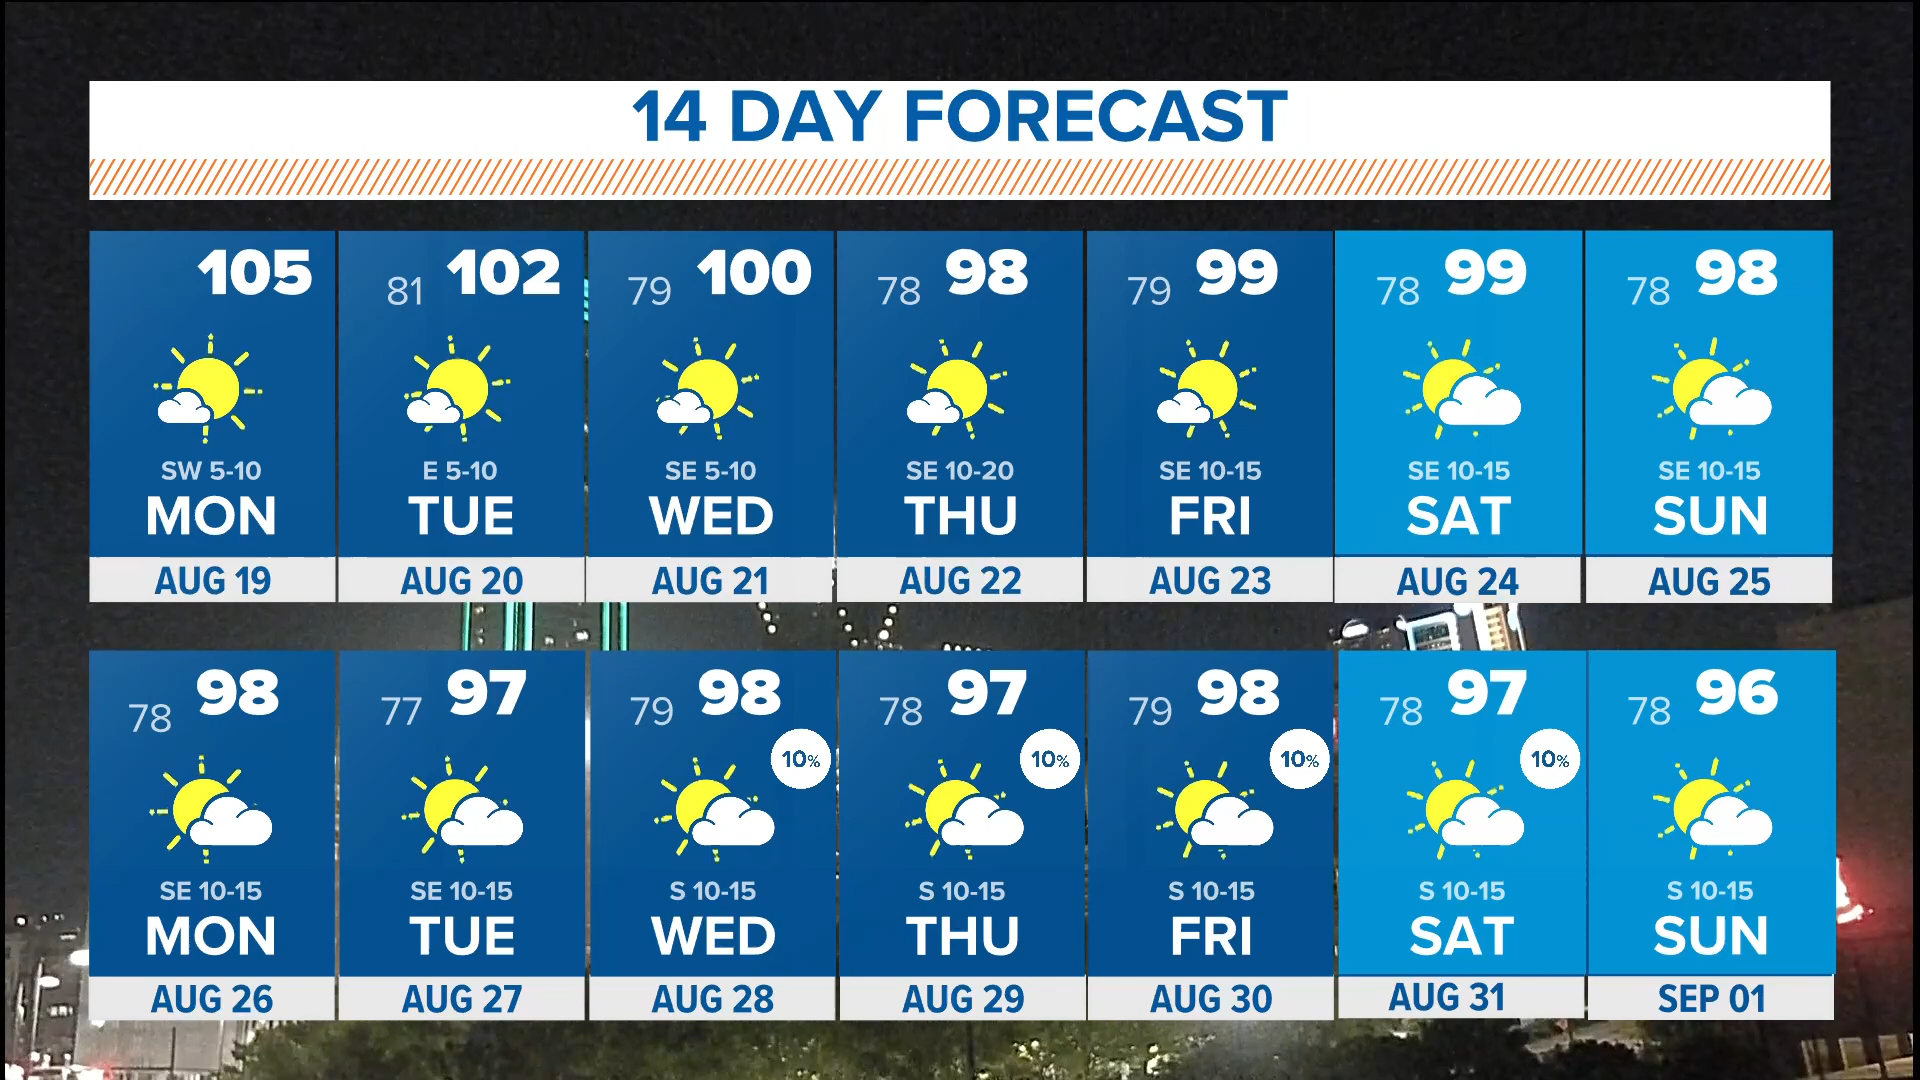 14 DAY FORECAST
105 81 102 79 100 78 98 79 99 78 99 78 98
SW 5-10 E 5-10 SE 5-10 SE 10-20 SE 10-15 SE 10-15 SE 10-15
MON TUE WED THU FRI SAT SUN
AUG 19 AUG 20 AUG 21 AUG 22 AUG 23 AUG 24 AUG 25
78 98 77 97 79 98 78 97 79 98 78 97 78 96
10% 10% 10% 10%
SE 10-15 SE 10-15 S 10-15 S 10-15 S 10-15 S 10-15 S 10-15
MON TUE WED THU FRI SAT SUN
AUG 26 AUG 27 AUG 28 AUG 29 AUG 30 AUG 31 SEP 01